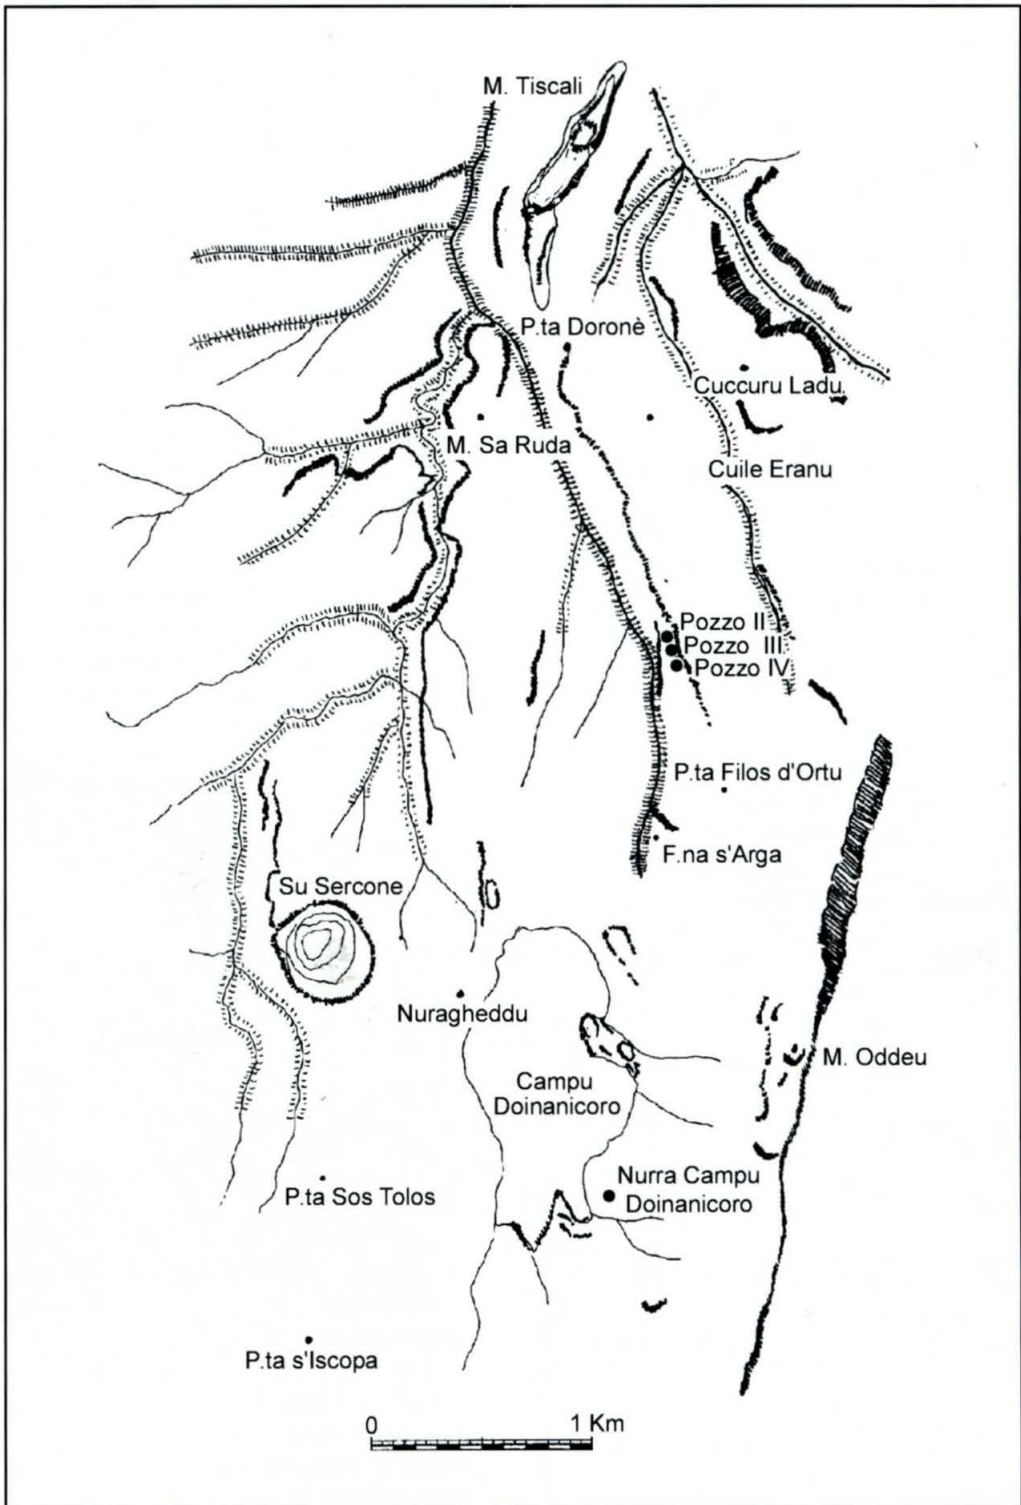 M. Tiscali
P.ta Doronè
Cuccuru Ladu
M. Sa Ruda
Cuile Eranu
Pozzo II
Pozzo III
Pozzo IV
P.ta Filos d'Ortu
F.na s'Arga
Su Sercone
Nuragheddu
M. Oddeu
Campu
Doinanicoro
Nurra Campu
Doinanicoro
P.ta Sos Tolos
P.ta s'Iscopa
0 1 Km